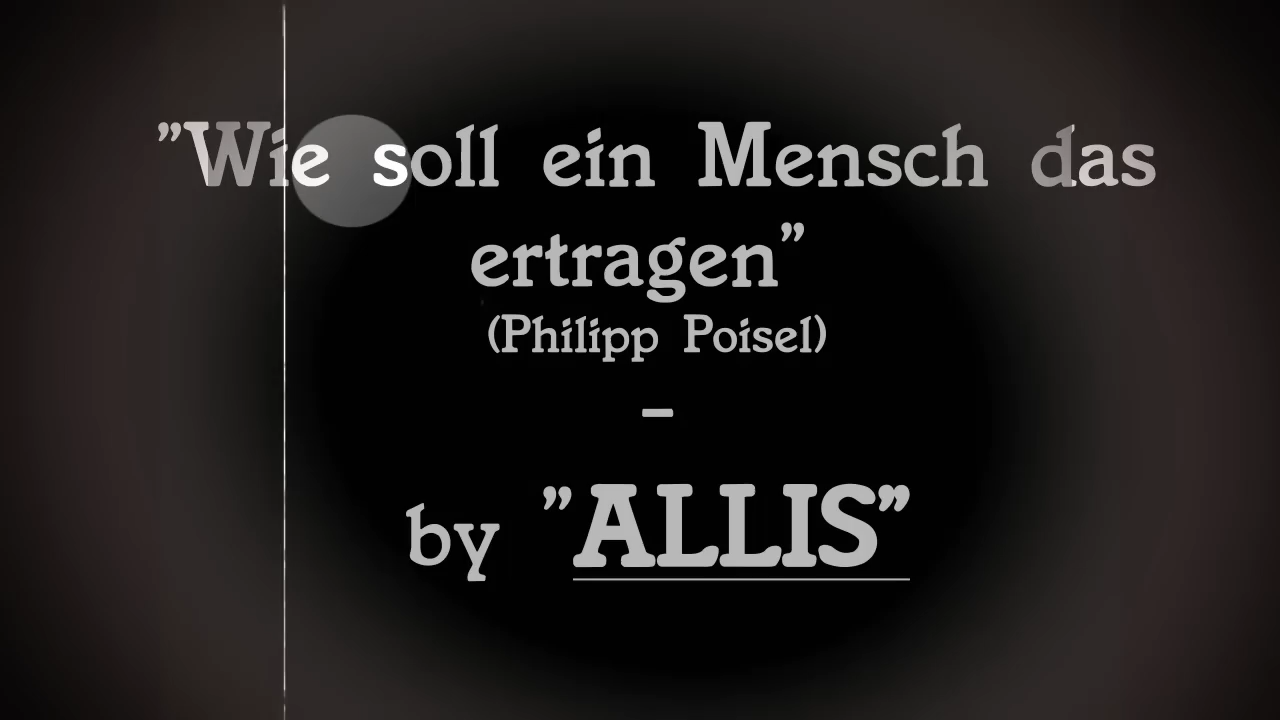 ”Wie soll ein Mensch das
ertragen”
(Philipp Poisel)
–
by ”ALLIS”